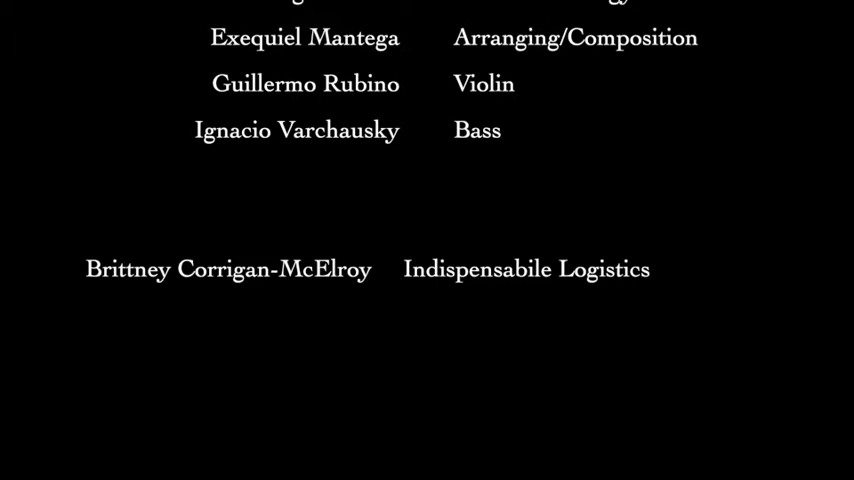 Exequiel Mantega Arranging/Composition
Guillermo Rubino Violin
Ignacio Varchausky Bass
Brittney Corrigan-McElroy Indispensabile Logistics